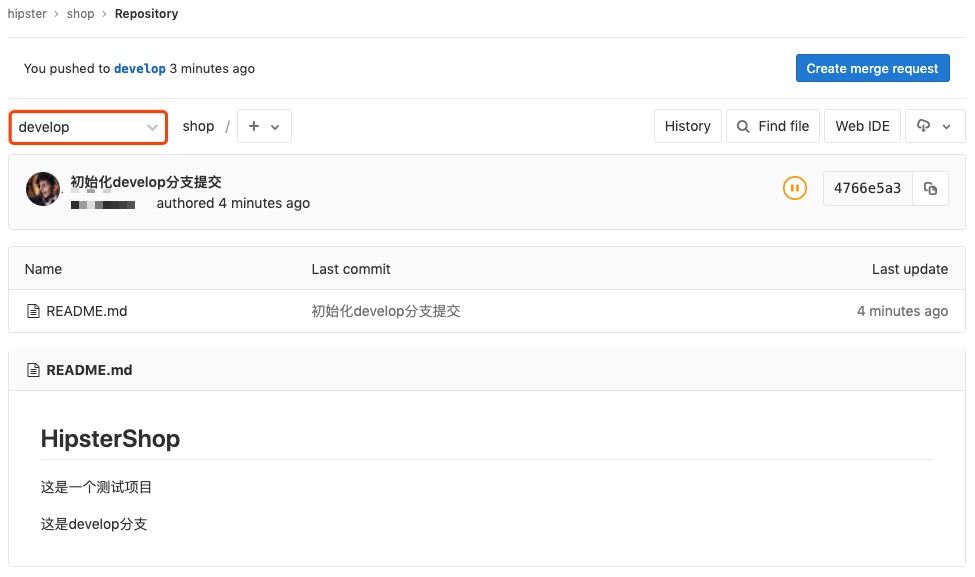 hipster > shop > Repository
You pushed to develop 3 minutes ago
Create merge request
develop
shop / +
History
Find file
Web IDE
初始化develop分支提交
authored 4 minutes ago
4766e5a3
Name Last commit Last update
README.md 初始化develop分支提交 4 minutes ago
README.md
HipsterShop
这是一个测试项目
这是develop分支